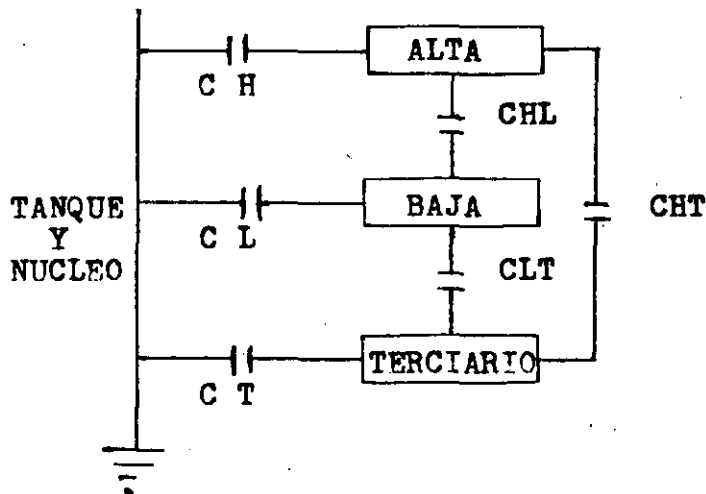 ALTA
C H
CHL
TANQUE
Y
NUCLEO
BAJA
C L
CHT
CLT
TERCIARIO
C T